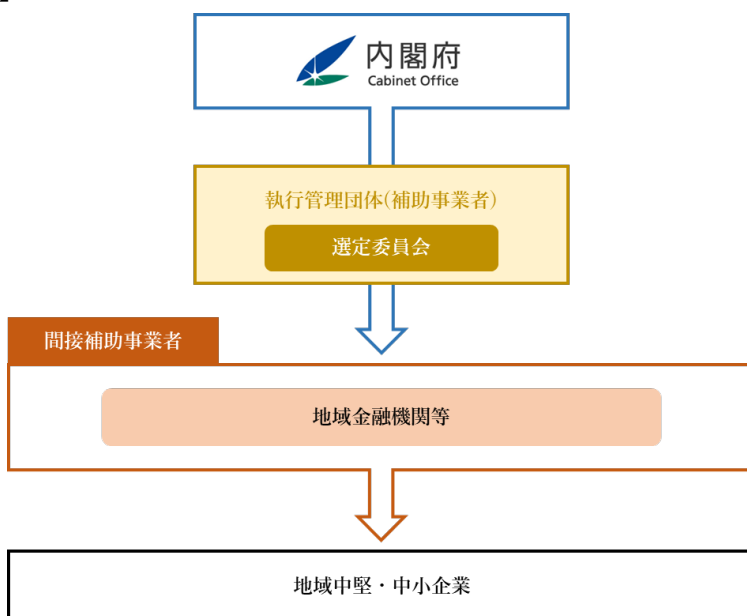 内閣府
Cabinet Office
執行管理団体(補助事業者)
選定委員会
間接補助事業者
地域金融機関等
地域中堅・中小企業